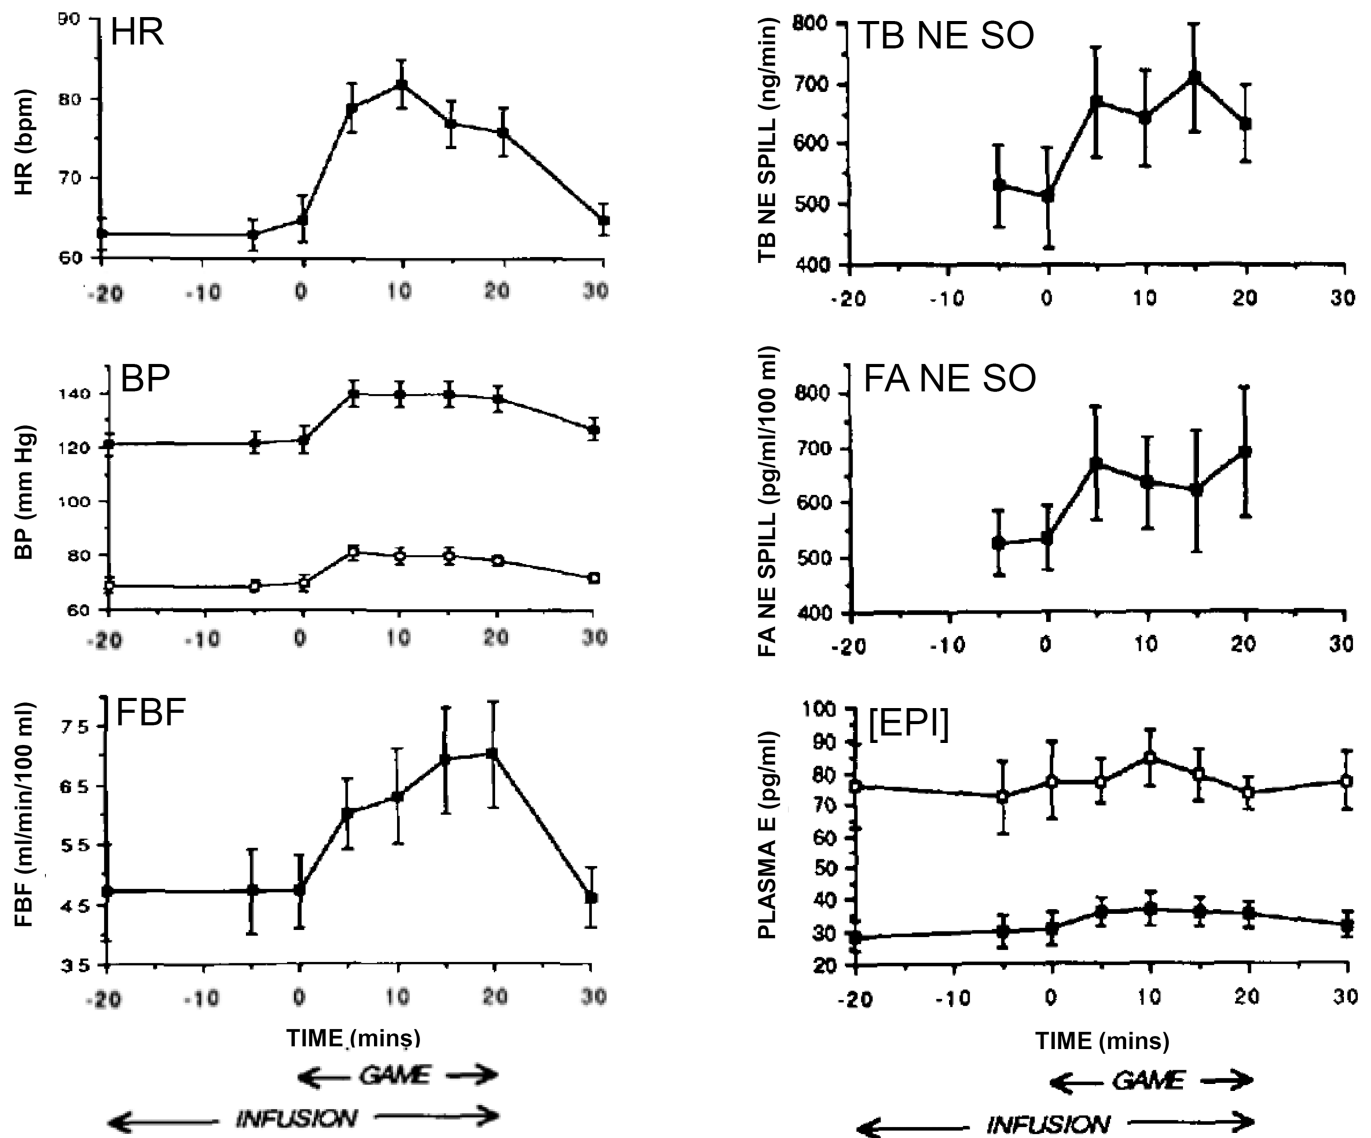 HR
HR (bpm)
90
80
70
60
-20 -10 0 10 20 30
BP
BP (mm Hg)
140
120
100
80
60
-20 -10 0 10 20 30
FBF
FBF (ml/min/100 ml)
75
65
55
45
35
-20 -10 0 10 20 30
TIME (mins)
GAME
INFUSION
TB NE SO
TB NE SPILL (ng/min)
800
700
600
500
400
-20 -10 0 10 20 30
FA NE SO
FA NE SPILL (pg/ml/100 ml)
800
700
600
500
400
-20 -10 0 10 20 30
[EPI]
PLASMA E (pg/ml)
100
90
80
70
60
50
40
30
20
-20 -10 0 10 20 30
TIME (mins)
GAME
INFUSION